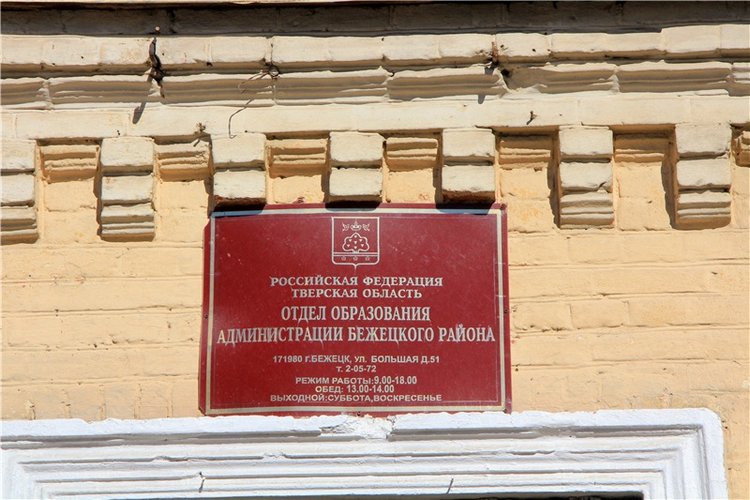 РОССИЙСКАЯ ФЕДЕРАЦИЯ
ТВЕРСКАЯ ОБЛАСТЬ
ОТДЕЛ ОБРАЗОВАНИЯ
АДМИНИСТРАЦИИ БЕЖЕЦКОГО РАЙОНА
171980 г.БЕЖЕЦК, УЛ. БОЛЬШАЯ Д.51
т. 2-05-72
РЕЖИМ РАБОТЫ:9.00-18.00
ОБЕД: 13.00-14.00
ВЫХОДНОЙ:СУББОТА,ВОСКРЕСЕНЬЕ